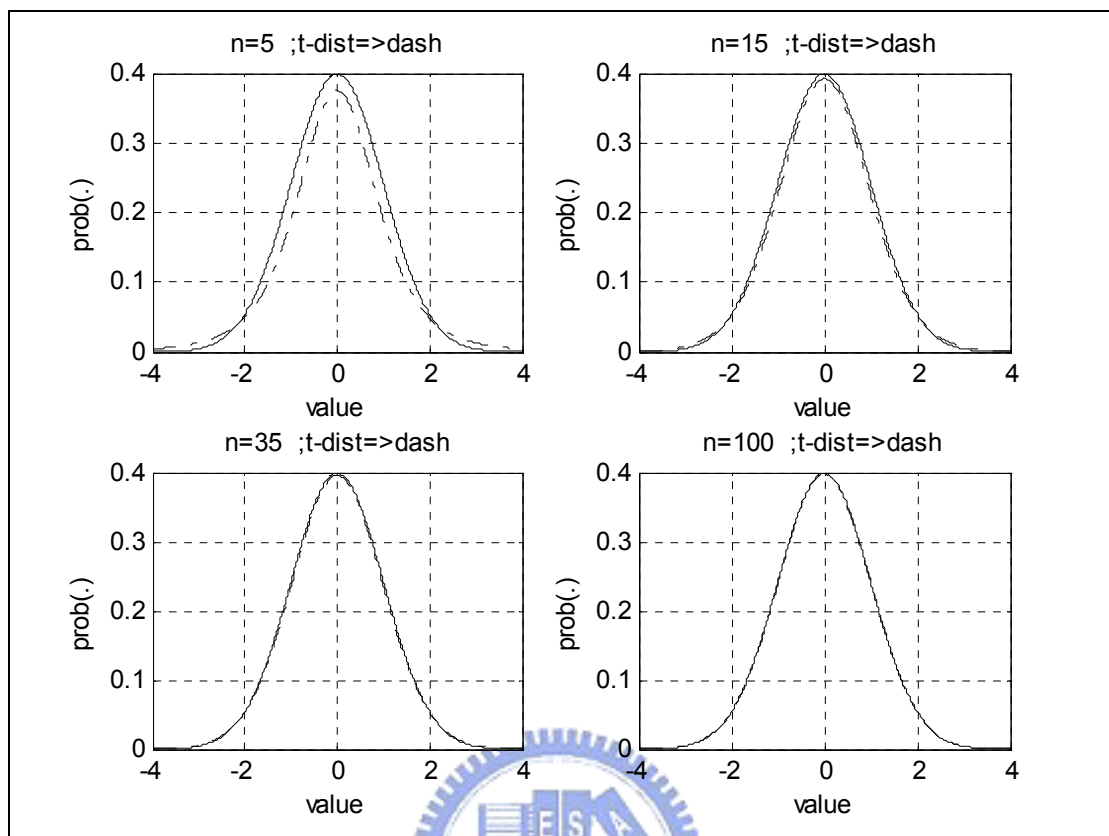 n=5 ;t-dist=>dash
0.4
0.3
0.2
0.1
0
prob(.)
-4 -2 0 2 4
value
n=15 ;t-dist=>dash
0.4
0.3
0.2
0.1
0
prob(.)
-4 -2 0 2 4
value
n=35 ;t-dist=>dash
0.4
0.3
0.2
0.1
0
prob(.)
-4 -2 0 2 4
value
n=100 ;t-dist=>dash
0.4
0.3
0.2
0.1
0
prob(.)
-4 -2 0 2 4
value
E S A